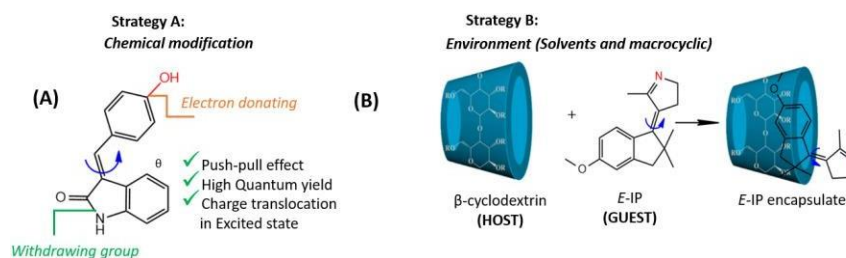 Strategy A:
Chemical modification
(A)
OH
Electron donating
θ
O
N
H
Withdrawing group
✓ Push-pull effect
✓ High Quantum yield
✓ Charge translocation
in Excited state
Strategy B:
Environment (Solvents and macrocyclic)
(B)
β-cyclodextrin
(HOST)
+
N
O
E-IP
(GUEST)
E-IP encapsulate